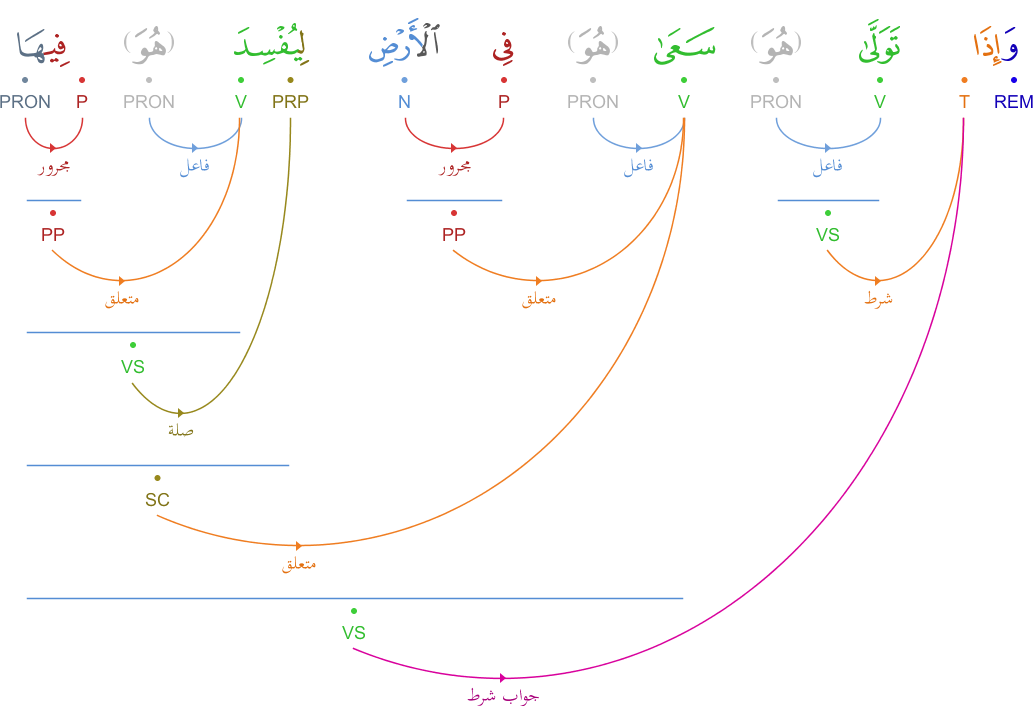 وَإِذَا تَوَلَّىٰ (هُوَ) سَعَىٰ (هُوَ) فِى ٱلْأَرْضِ لِيُفْسِدَ (هُوَ) فِيهَا
REM T V PRON V PRON P N PRP V PRON P PRON
فاعل فاعل مجرور فاعل مجرور
VS PP PP
شرط متعلق متعلق
VS
صلة
SC
متعلق
VS
جواب شرط